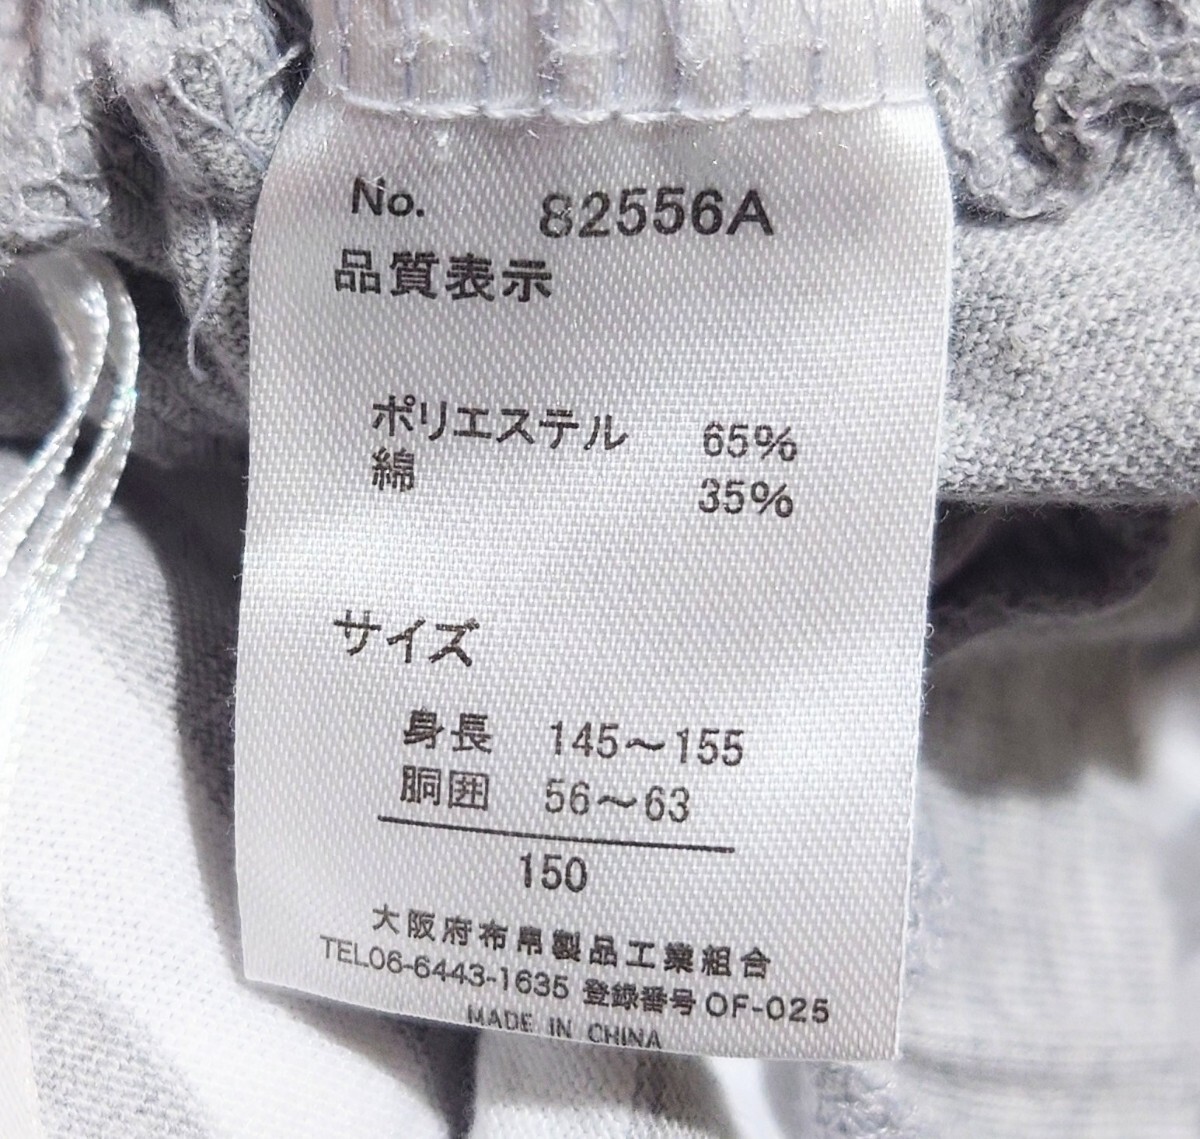 No. 82556A
品質表示
ポリエステル 65%
綿 35%
サイズ
身長 145～155
胴囲 56～63
150
大阪府布帛製品工業組合
TEL06-6443-1635 登録番号 OF-025
MADE IN CHINA